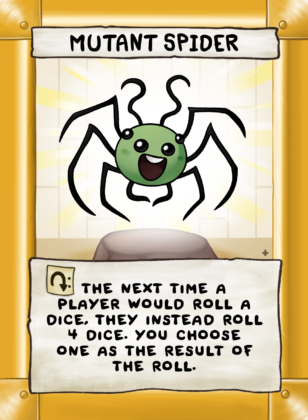 MUTANT SPIDER
THE NEXT TIME A
PLAYER WOULD ROLL A
DICE, THEY INSTEAD ROLL
4 DICE. YOU CHOOSE
ONE AS THE RESULT OF
THE ROLL.